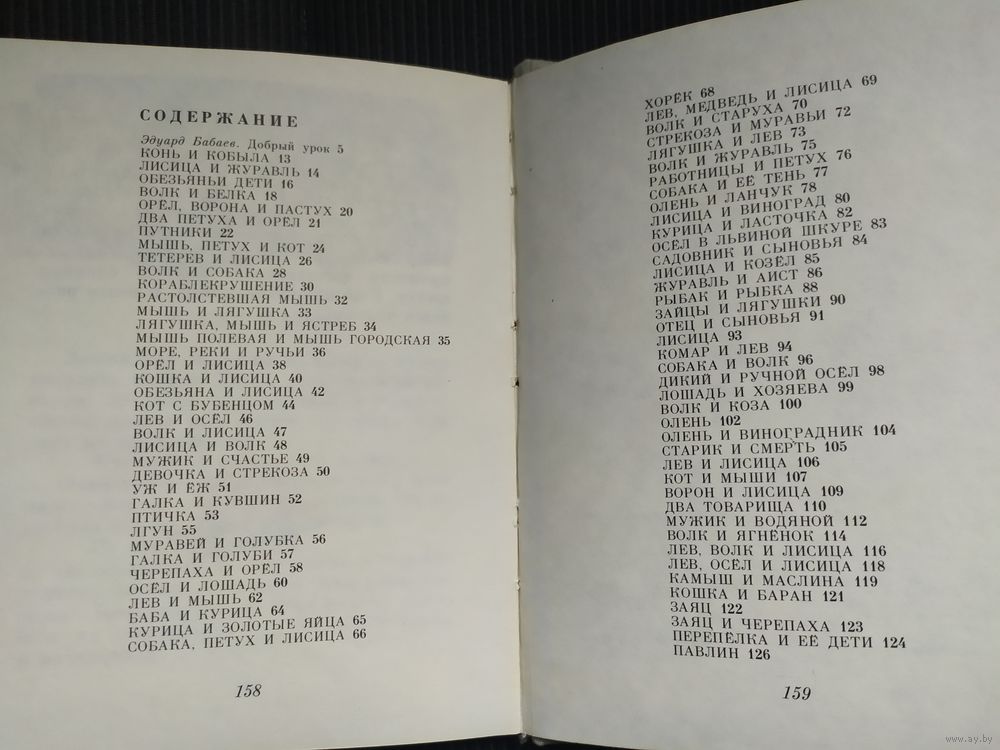 СОДЕРЖАНИЕ
Эдуард Бабаев. Добрый урок 5
КОНЬ И КОБЫЛА 13
ЛИСИЦА И ЖУРАВЛЬ 14
ОБЕЗЬЯНЬИ ДЕТИ 16
ВОЛК И БЕЛКА 18
ОРЁЛ, ВОРОНА И ПАСТУХ 20
ДВА ПЕТУХА И ОРЁЛ 21
ПУТНИКИ 22
МЫШЬ, ПЕТУХ И КОТ 24
ТЕТЕРЕВ И ЛИСИЦА 26
ВОЛК И СОБАКА 28
КОРАБЛЕКРУШЕНИЕ 30
РАСТОЛСТЕВШАЯ МЫШЬ 32
МЫШЬ И ЛЯГУШКА 33
ЛЯГУШКА, МЫШЬ И ЯСТРЕБ 34
МЫШЬ ПОЛЕВАЯ И МЫШЬ ГОРОДСКАЯ 35
МОРЕ, РЕКИ И РУЧЬИ 36
ОРЁЛ И ЛИСИЦА 38
КОШКА И ЛИСИЦА 40
ОБЕЗЬЯНА И ЛИСИЦА 42
КОТ С БУБЕНЦОМ 44
ЛЕВ И ОСЁЛ 46
ВОЛК И ЛИСИЦА 47
ЛИСИЦА И ВОЛК 48
МУЖИК И СЧАСТЬЕ 49
ДЕВОЧКА И СТРЕКОЗА 50
УЖ И ЁЖ 51
ГАЛКА И КУВШИН 52
ПТИЧКА 53
ЛГУН 55
МУРАВЕЙ И ГОЛУБКА 56
ГАЛКА И ГОЛУБИ 57
ЧЕРЕПАХА И ОРЁЛ 58
ОСЁЛ И ЛОШАДЬ 60
ЛЕВ И МЫШЬ 62
БАБА И КУРИЦА 64
КУРИЦА И ЗОЛОТЫЕ ЯЙЦА 65
СОБАКА, ПЕТУХ И ЛИСИЦА 66
158
ХОРЁК 68
ЛЕВ, МЕДВЕДЬ И ЛИСИЦА 69
ВОЛК И СТАРУХА 70
СТРЕКОЗА И МУРАВЬИ 72
ЛЯГУШКА И ЛЕВ 73
ВОЛК И ЖУРАВЛЬ 75
РАБОТНИЦЫ И ПЕТУХ 76
СОБАКА И ЕЁ ТЕНЬ 77
ОЛЕНЬ И ЛАНЧУК 78
ЛИСИЦА И ВИНОГРАД 80
КУРИЦА И ЛАСТОЧКА 82
ОСЁЛ В ЛЬВИНОЙ ШКУРЕ 83
САДОВНИК И СЫНОВЬЯ 84
ЛИСИЦА И КОЗЁЛ 85
ЖУРАВЛЬ И АИСТ 86
РЫБАК И РЫБКА 88
ЗАЙЦЫ И ЛЯГУШКИ 90
ОТЕЦ И СЫНОВЬЯ 91
ЛИСИЦА 93
КОМАР И ЛЕВ 94
СОБАКА И ВОЛК 96
ДИКИЙ И РУЧНОЙ ОСЁЛ 98
ЛОШАДЬ И ХОЗЯЕВА 99
ВОЛК И КОЗА 100
ОЛЕНЬ 102
ОЛЕНЬ И ВИНОГРАДНИК 104
СТАРИК И СМЕРТЬ 105
ЛЕВ И ЛИСИЦА 106
КОТ И МЫШИ 107
ВОРОН И ЛИСИЦА 109
ДВА ТОВАРИЩА 110
МУЖИК И ВОДЯНОЙ 112
ВОЛК И ЯГНЁНОК 114
ЛЕВ, ВОЛК И ЛИСИЦА 116
ЛЕВ, ОСЁЛ И ЛИСИЦА 118
КАМЫШ И МАСЛИНА 119
КОШКА И БАРАН 121
ЗАЯЦ 122
ЗАЯЦ И ЧЕРЕПАХА 123
ПЕРЕПЁЛКА И ЕЁ ДЕТИ 124
ПАВЛИН 126
159
www.ay.by